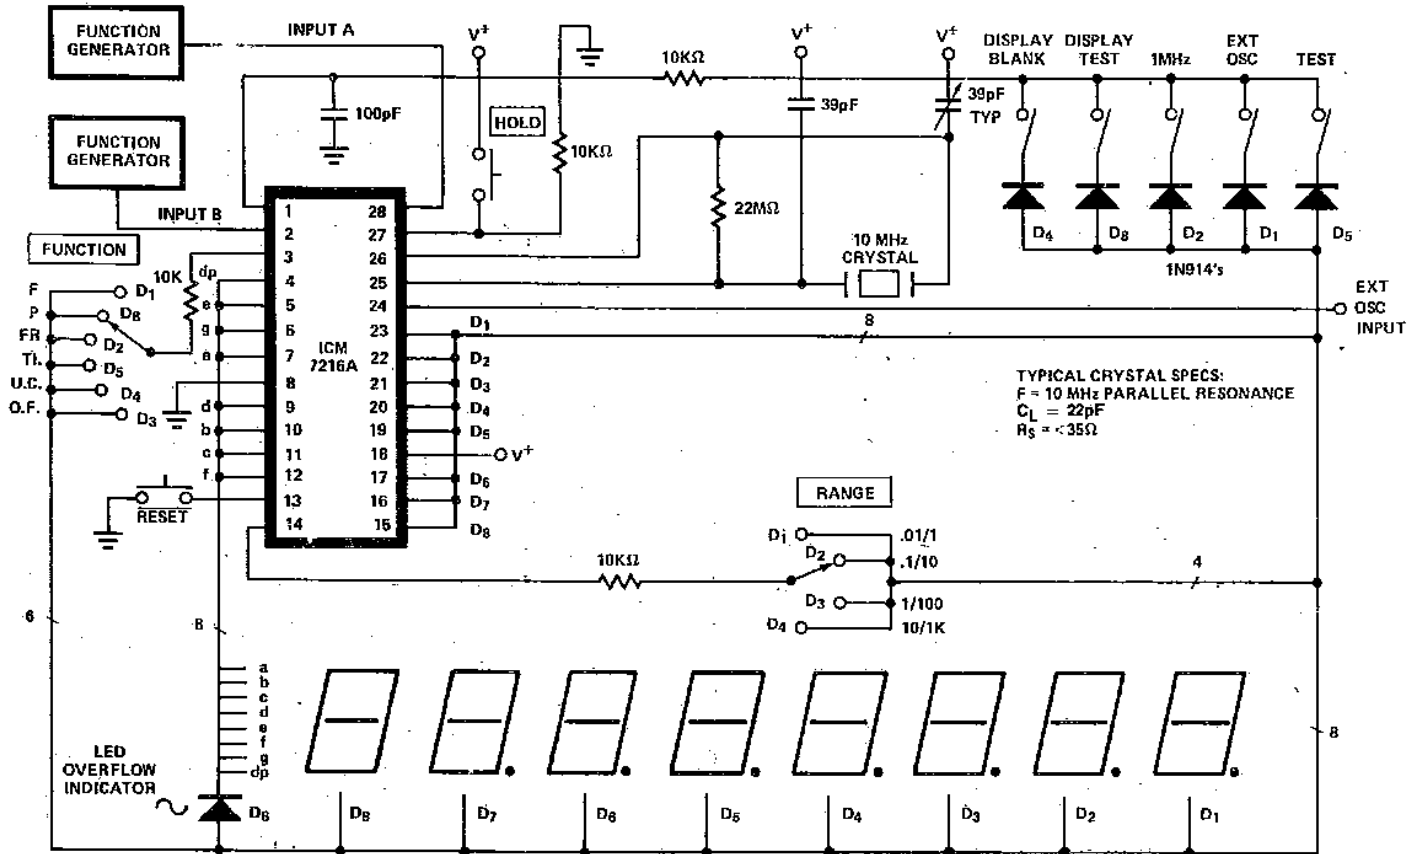 FUNCTION
GENERATOR
INPUT A
FUNCTION
GENERATOR
INPUT B
FUNCTION
100pF
V+
HOLD
10KΩ
10KΩ
V+
39pF
V+
39pF
TYP
22MΩ
10 MHz
CRYSTAL
DISPLAY
BLANK
DISPLAY
TEST
1MHz
EXT
OSC
TEST
D4
D8
D2
D1
D5
1N914's
EXT
OSC
INPUT
10K
F
P
FR
TI.
U.C.
O.F.
D1
D8
D2
D5
D4
D3
dp
e
g
a
d
b
c
f
1
2
3
4
5
6
7
8
9
10
11
12
13
14
ICM
7216A
28
27
26
25
24
23
22
21
20
19
18
17
16
15
D1
D2
D3
D4
D5
V+
D6
D7
D8
8
RESET
TYPICAL CRYSTAL SPECS:
F = 10 MHz PARALLEL RESONANCE
CL = 22pF
RS = <35Ω
RANGE
10KΩ
D1
D2
D3
D4
.01/1
.1/10
1/100
10/1K
4
6
8
8
a
b
c
d
e
f
g
dp
LED
OVERFLOW
INDICATOR
D8
D8
D7
D6
D5
D4
D3
D2
D1